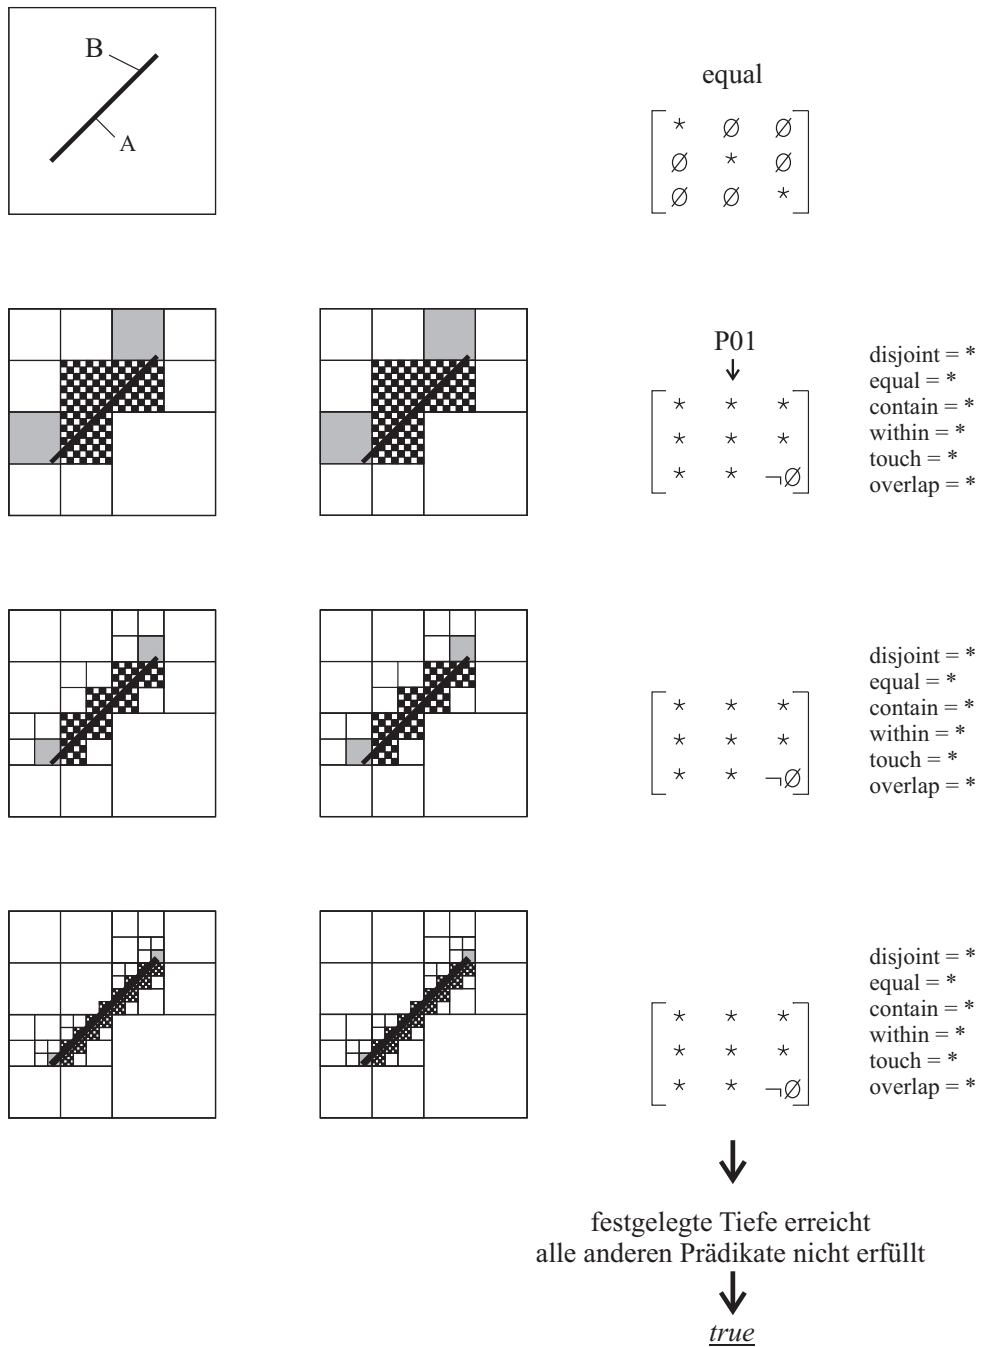 B
A
equal
* ∅ ∅
∅ * ∅
∅ ∅ *
P01
* * *
* * *
* * ¬∅
disjoint = *
equal = *
contain = *
within = *
touch = *
overlap = *
* * *
* * *
* * ¬∅
disjoint = *
equal = *
contain = *
within = *
touch = *
overlap = *
* * *
* * *
* * ¬∅
disjoint = *
equal = *
contain = *
within = *
touch = *
overlap = *
festgelegte Tiefe erreicht
alle anderen Prädikate nicht erfüllt
true